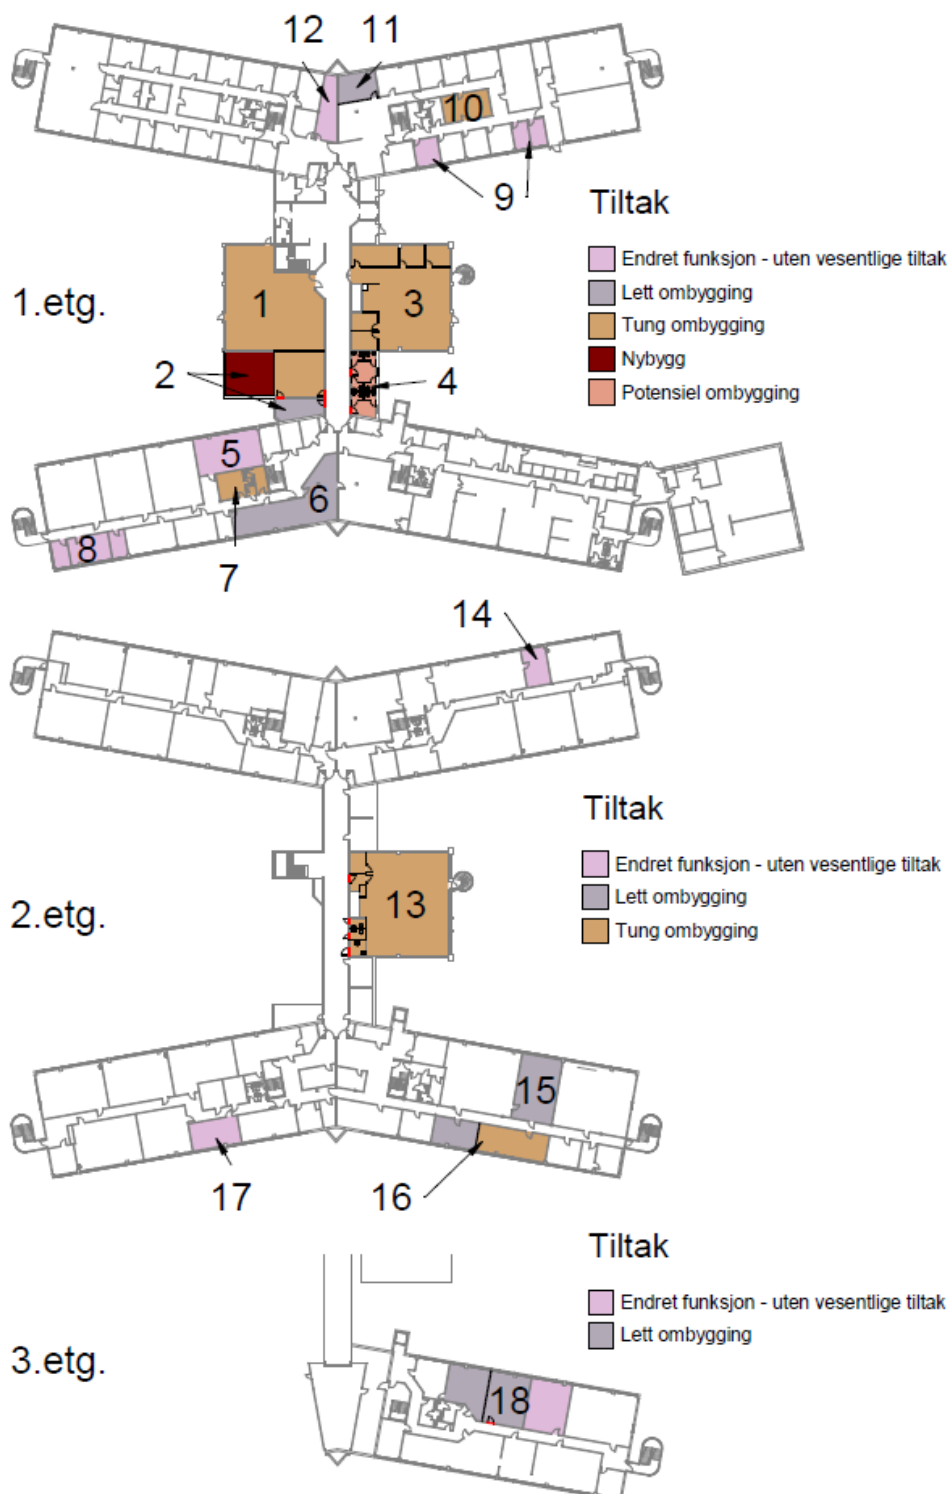 12 11
10
9
Tiltak
Endret funksjon - uten vesentlige tiltak
Lett ombygging
Tung ombygging
Nybygg
Potensiel ombygging
1.etg.
1
3
2
4
5
6
7
8
14
Tiltak
Endret funksjon - uten vesentlige tiltak
Lett ombygging
Tung ombygging
2.etg.
13
15
17
16
Tiltak
Endret funksjon - uten vesentlige tiltak
Lett ombygging
3.etg.
18